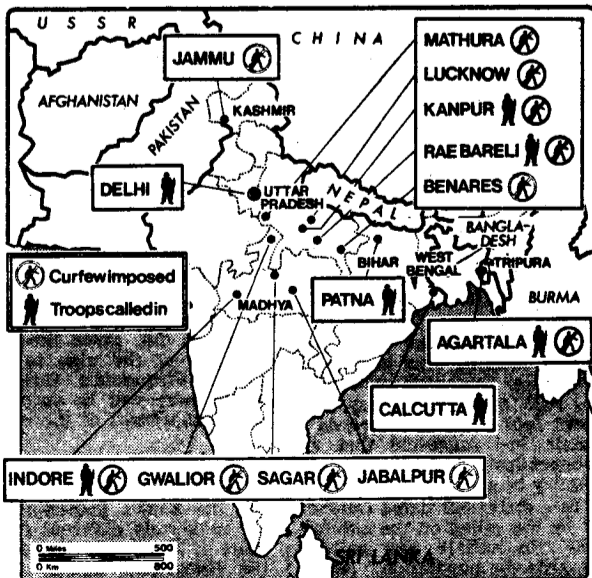 USSR
CHINA
JAMMU
AFGHANISTAN
PAKISTAN
KASHMIR
MATHURA
LUCKNOW
KANPUR
RAE BARELI
BENARES
DELHI
UTTAR
PRADESH
NEPAL
BANGLA-
DESH
WEST
BENGAL
BIHAR
TRIPURA
BURMA
Curfew imposed
Troops called in
MADHYA
PATNA
AGARTALA
CALCUTTA
INDORE GWALIOR SAGAR JABALPUR
0 Miles 500
0 Km 800
SRI LANKA